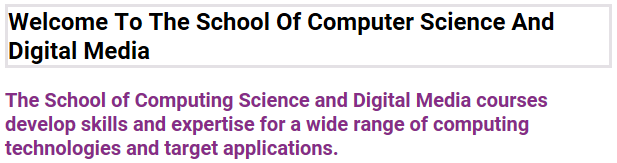 Welcome To The School Of Computer Science And
Digital Media
The School of Computing Science and Digital Media courses
develop skills and expertise for a wide range of computing
technologies and target applications.